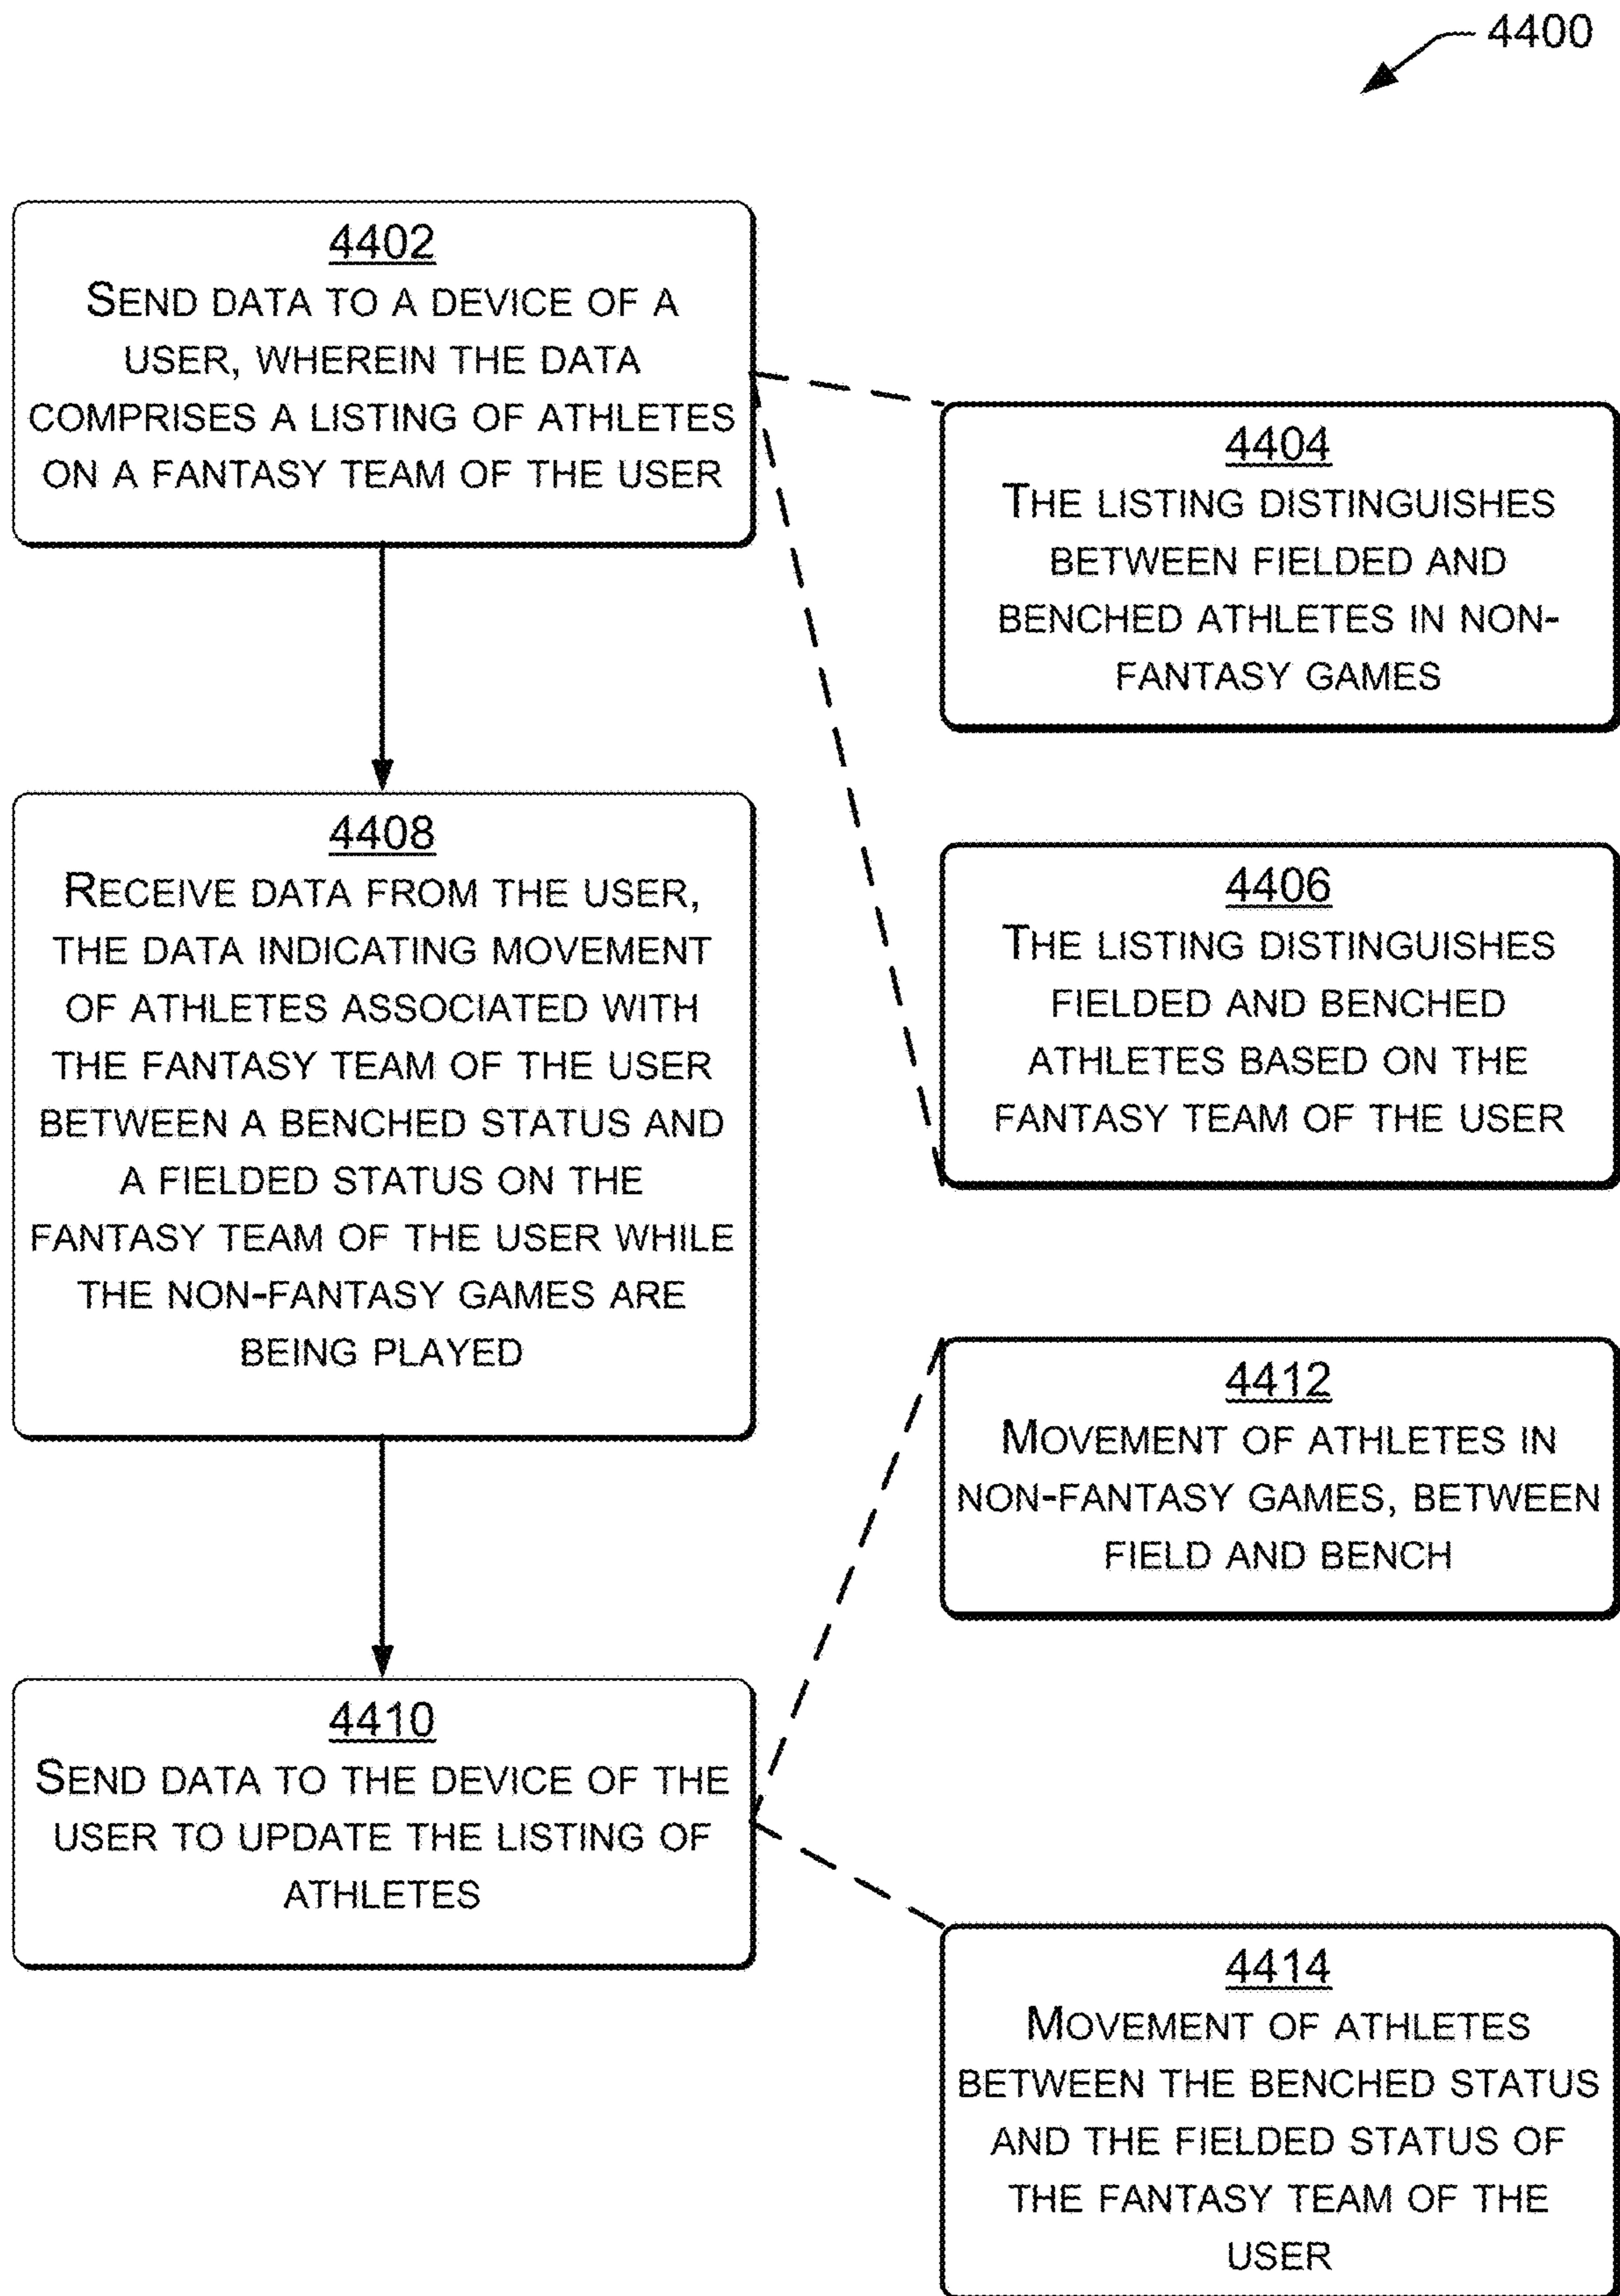 4400
4402
SEND DATA TO A DEVICE OF A
USER, WHEREIN THE DATA
COMPRISES A LISTING OF ATHLETES
ON A FANTASY TEAM OF THE USER
4404
THE LISTING DISTINGUISHES
BETWEEN FIELDED AND
BENCHED ATHLETES IN NON-
FANTASY GAMES
4406
THE LISTING DISTINGUISHES
FIELDED AND BENCHED
ATHLETES BASED ON THE
FANTASY TEAM OF THE USER
4408
RECEIVE DATA FROM THE USER,
THE DATA INDICATING MOVEMENT
OF ATHLETES ASSOCIATED WITH
THE FANTASY TEAM OF THE USER
BETWEEN A BENCHED STATUS AND
A FIELDED STATUS ON THE
FANTASY TEAM OF THE USER WHILE
THE NON-FANTASY GAMES ARE
BEING PLAYED
4410
SEND DATA TO THE DEVICE OF THE
USER TO UPDATE THE LISTING OF
ATHLETES
4412
MOVEMENT OF ATHLETES IN
NON-FANTASY GAMES, BETWEEN
FIELD AND BENCH
4414
MOVEMENT OF ATHLETES
BETWEEN THE BENCHED STATUS
AND THE FIELDED STATUS OF
THE FANTASY TEAM OF THE
USER